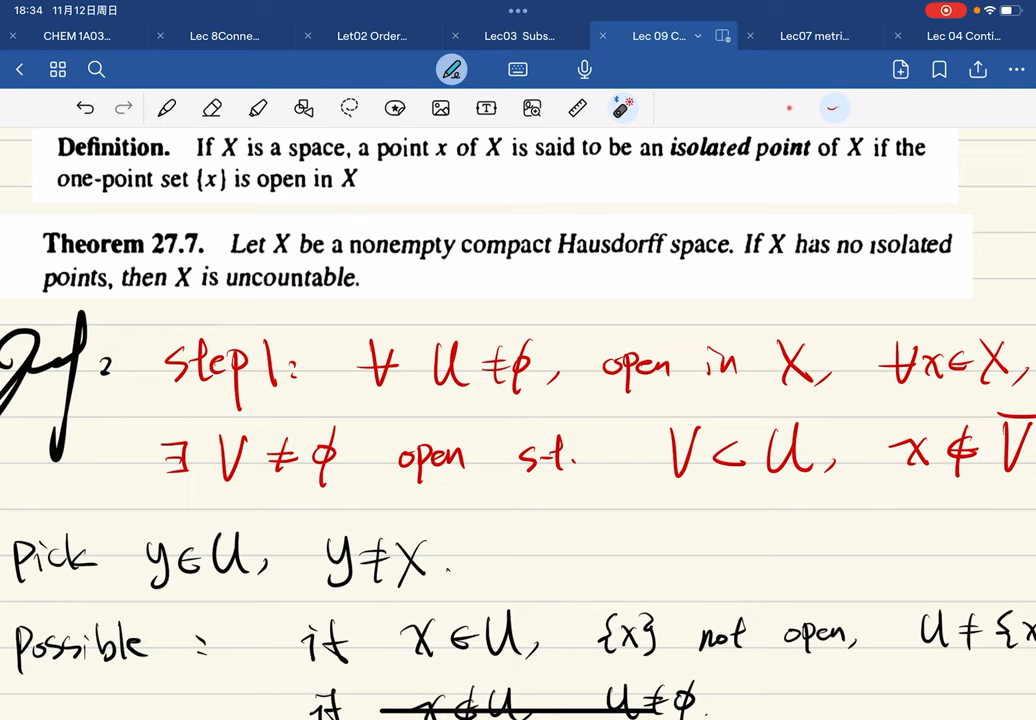 18:34 11月12日周日
CHEM 1A03... Lec 8Conne... Let02 Order... Lec03 Subs... Lec 09 C... Lec07 metri... Lec 04 Conti...
Definition. If X is a space, a point x of X is said to be an isolated point of X if the
one-point set {x} is open in X
Theorem 27.7. Let X be a nonempty compact Hausdorff space. If X has no isolated
points, then X is uncountable.
step1: ∀ U ≠ϕ, open in X, ∀x∈X,
∃ V ≠ ϕ open s.t. V ⊂ U, x ∉ V̅
pick y∈U, y≠x.
possible : if x∈U, {x} not open, U ≠ {x
if x∉U U≠ϕ.